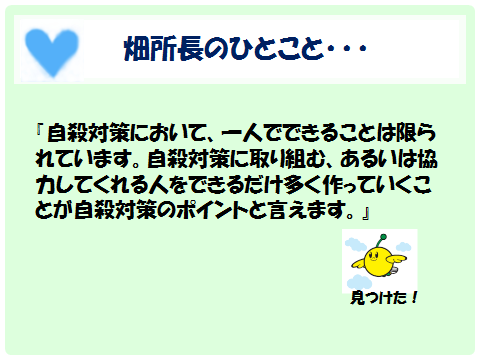 畑所長のひとこと・・・
『自殺対策において、一人でできることは限ら
れています。自殺対策に取り組む、あるいは協
力してくれる人をできるだけ多く作っていくこ
とが自殺対策のポイントと言えます。』
見つけた！